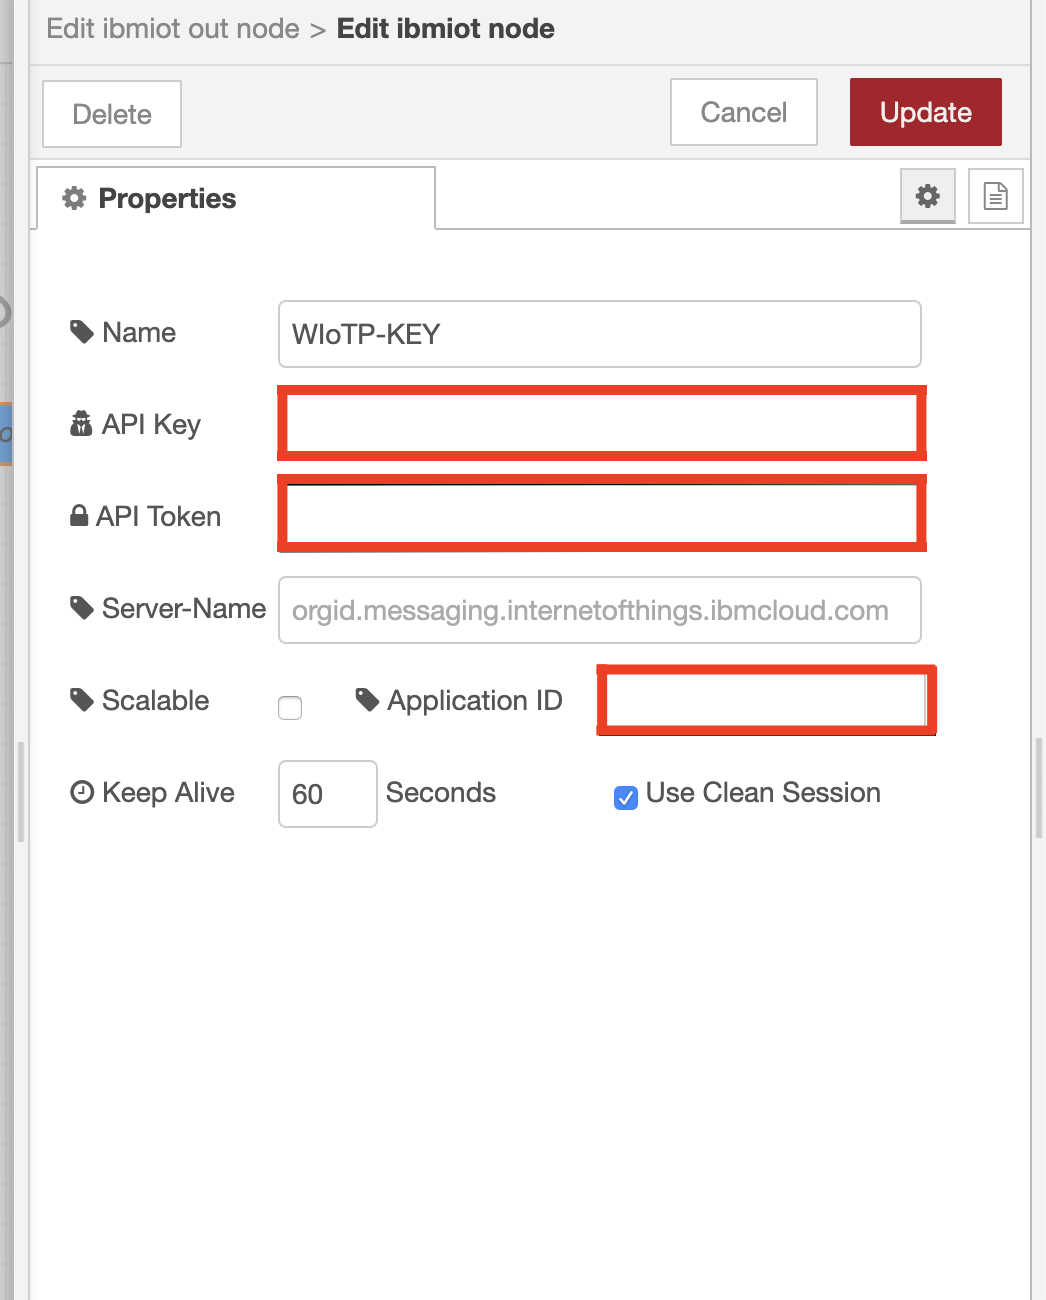 Edit ibmiot out node > Edit ibmiot node
Delete
Cancel
Update
Properties
Name
WIoTP-KEY
API Key
API Token
Server-Name
orgid.messaging.internetofthings.ibmcloud.com
Scalable
Application ID
Keep Alive
60
Seconds
Use Clean Session